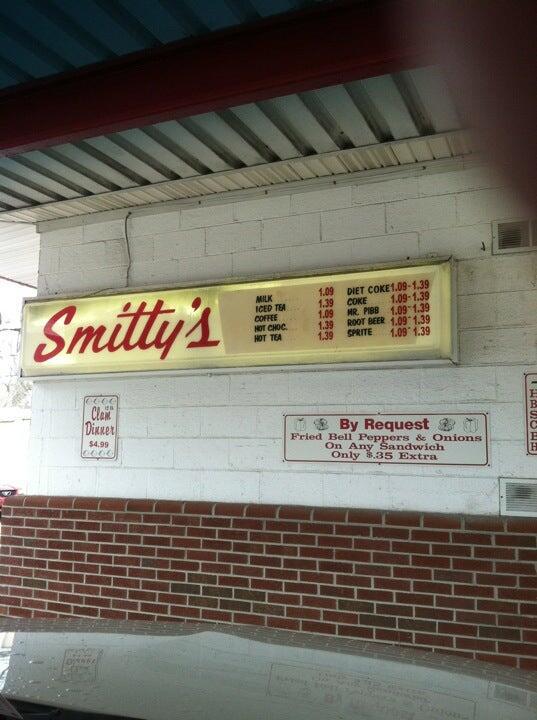 Smitty's
MILK 1.09
ICED TEA 1.39
COFFEE 1.09
HOT CHOC. 1.39
HOT TEA 1.39
DIET COKE 1.09-1.39
COKE 1.09-1.39
MR. PIBB 1.09-1.39
ROOT BEER 1.09-1.39
SPRITE 1.09-1.39
Clam
Dinner
$4.99
By Request
Fried Bell Peppers & Onions
On Any Sandwich
Only $.35 Extra